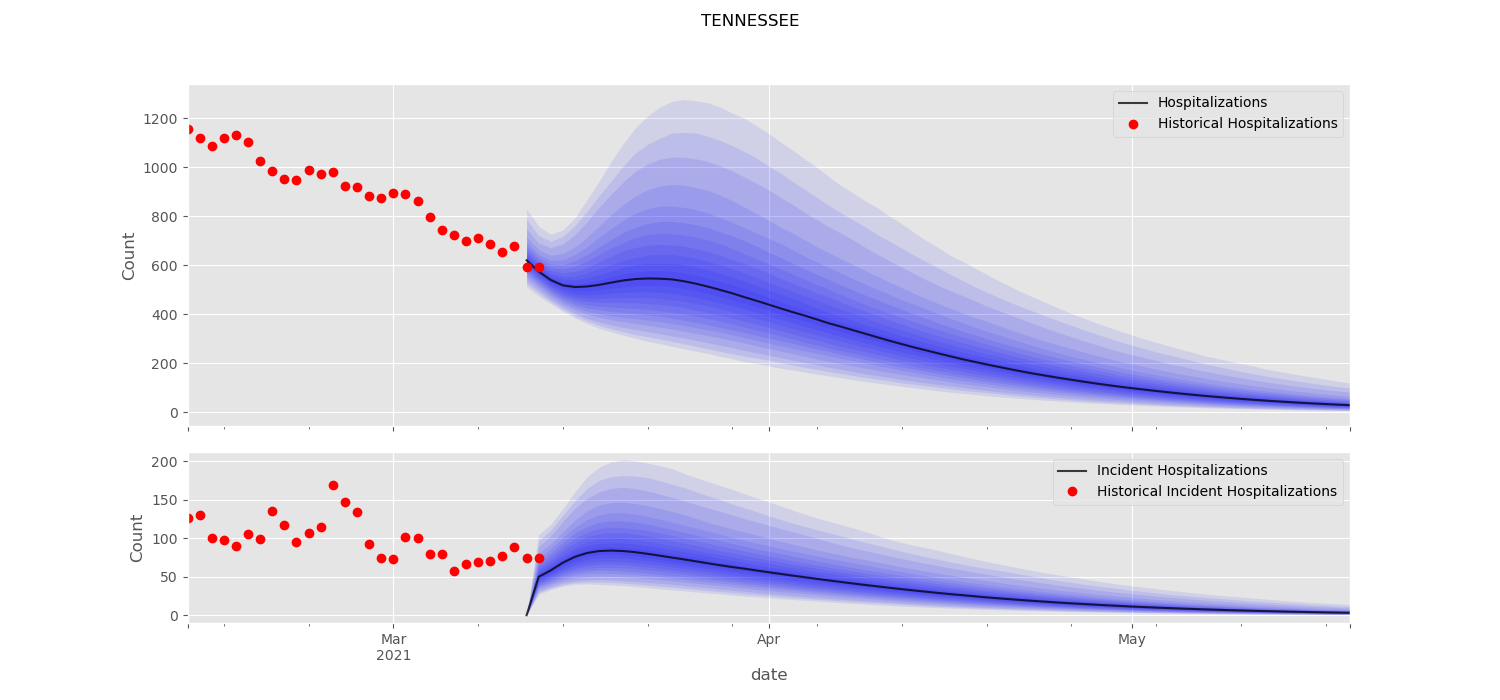 TENNESSEE
1200
1000
800
600
400
200
0
Count
Hospitalizations
Historical Hospitalizations
200
150
100
50
0
Count
Incident Hospitalizations
Historical Incident Hospitalizations
Mar
2021
Apr
May
date